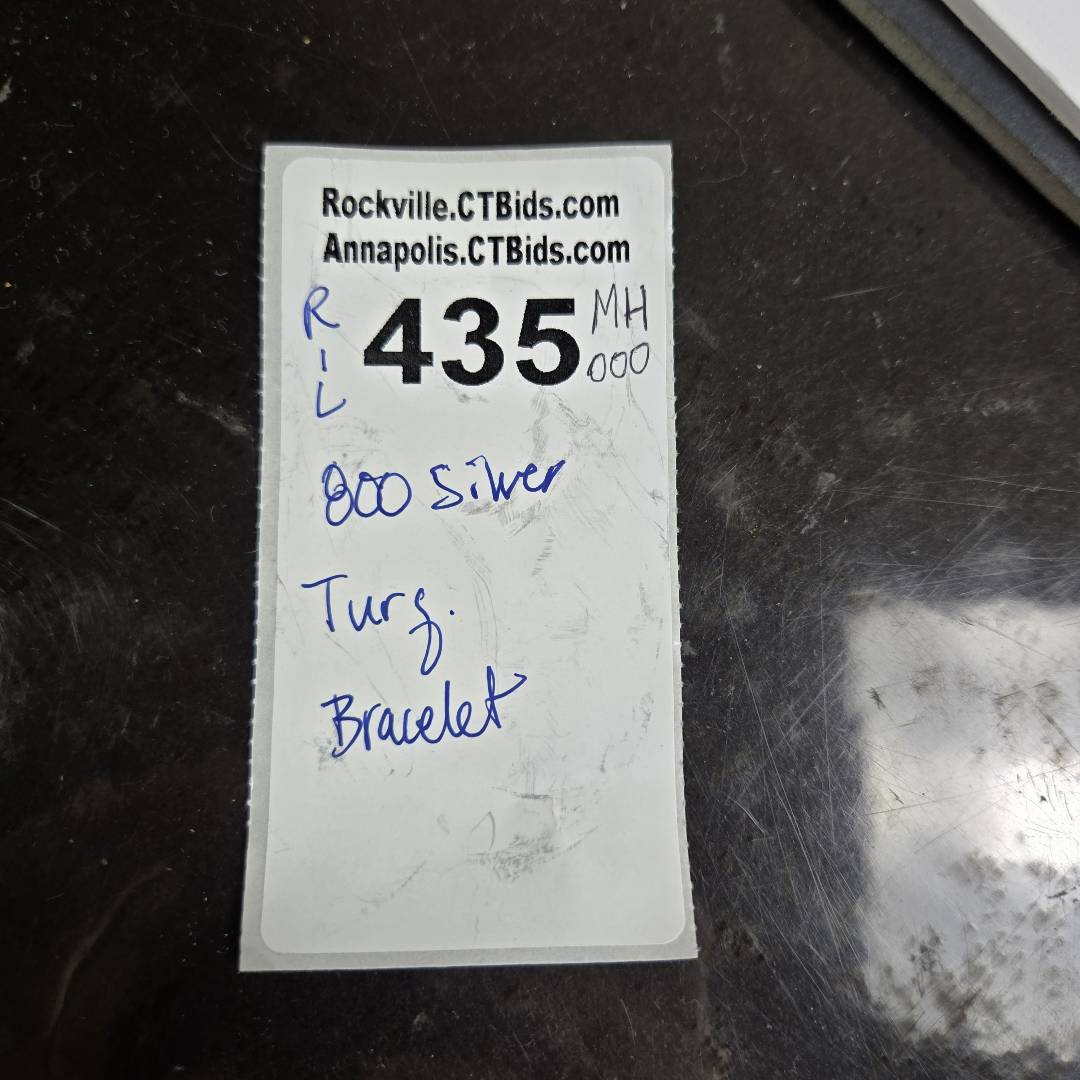 Rockville.CTBids.com
Annapolis.CTBids.com
R
I
L
435
MH
000
800 Silver
Turq.
Bracelet